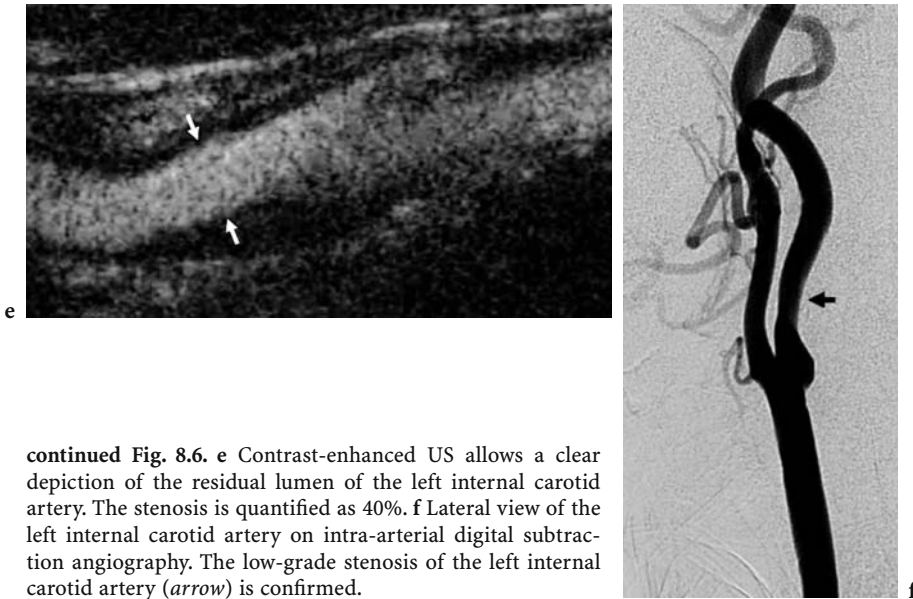 e
f
continued Fig. 8.6. e Contrast-enhanced US allows a clear
depiction of the residual lumen of the left internal carotid
artery. The stenosis is quantified as 40%. f Lateral view of the
left internal carotid artery on intra-arterial digital subtrac-
tion angiography. The low-grade stenosis of the left internal
carotid artery (arrow) is confirmed.